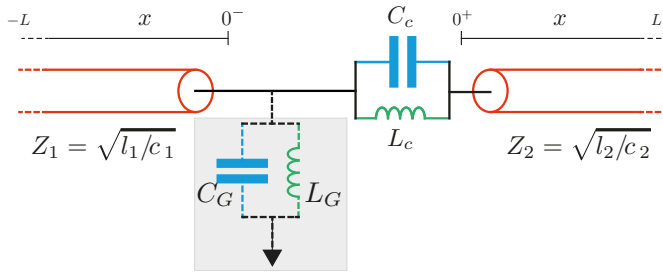 −L x 0⁻ 0⁺ x L
C_c
L_c
Z_1 = √l_1/c_1 Z_2 = √l_2/c_2
C_G L_G